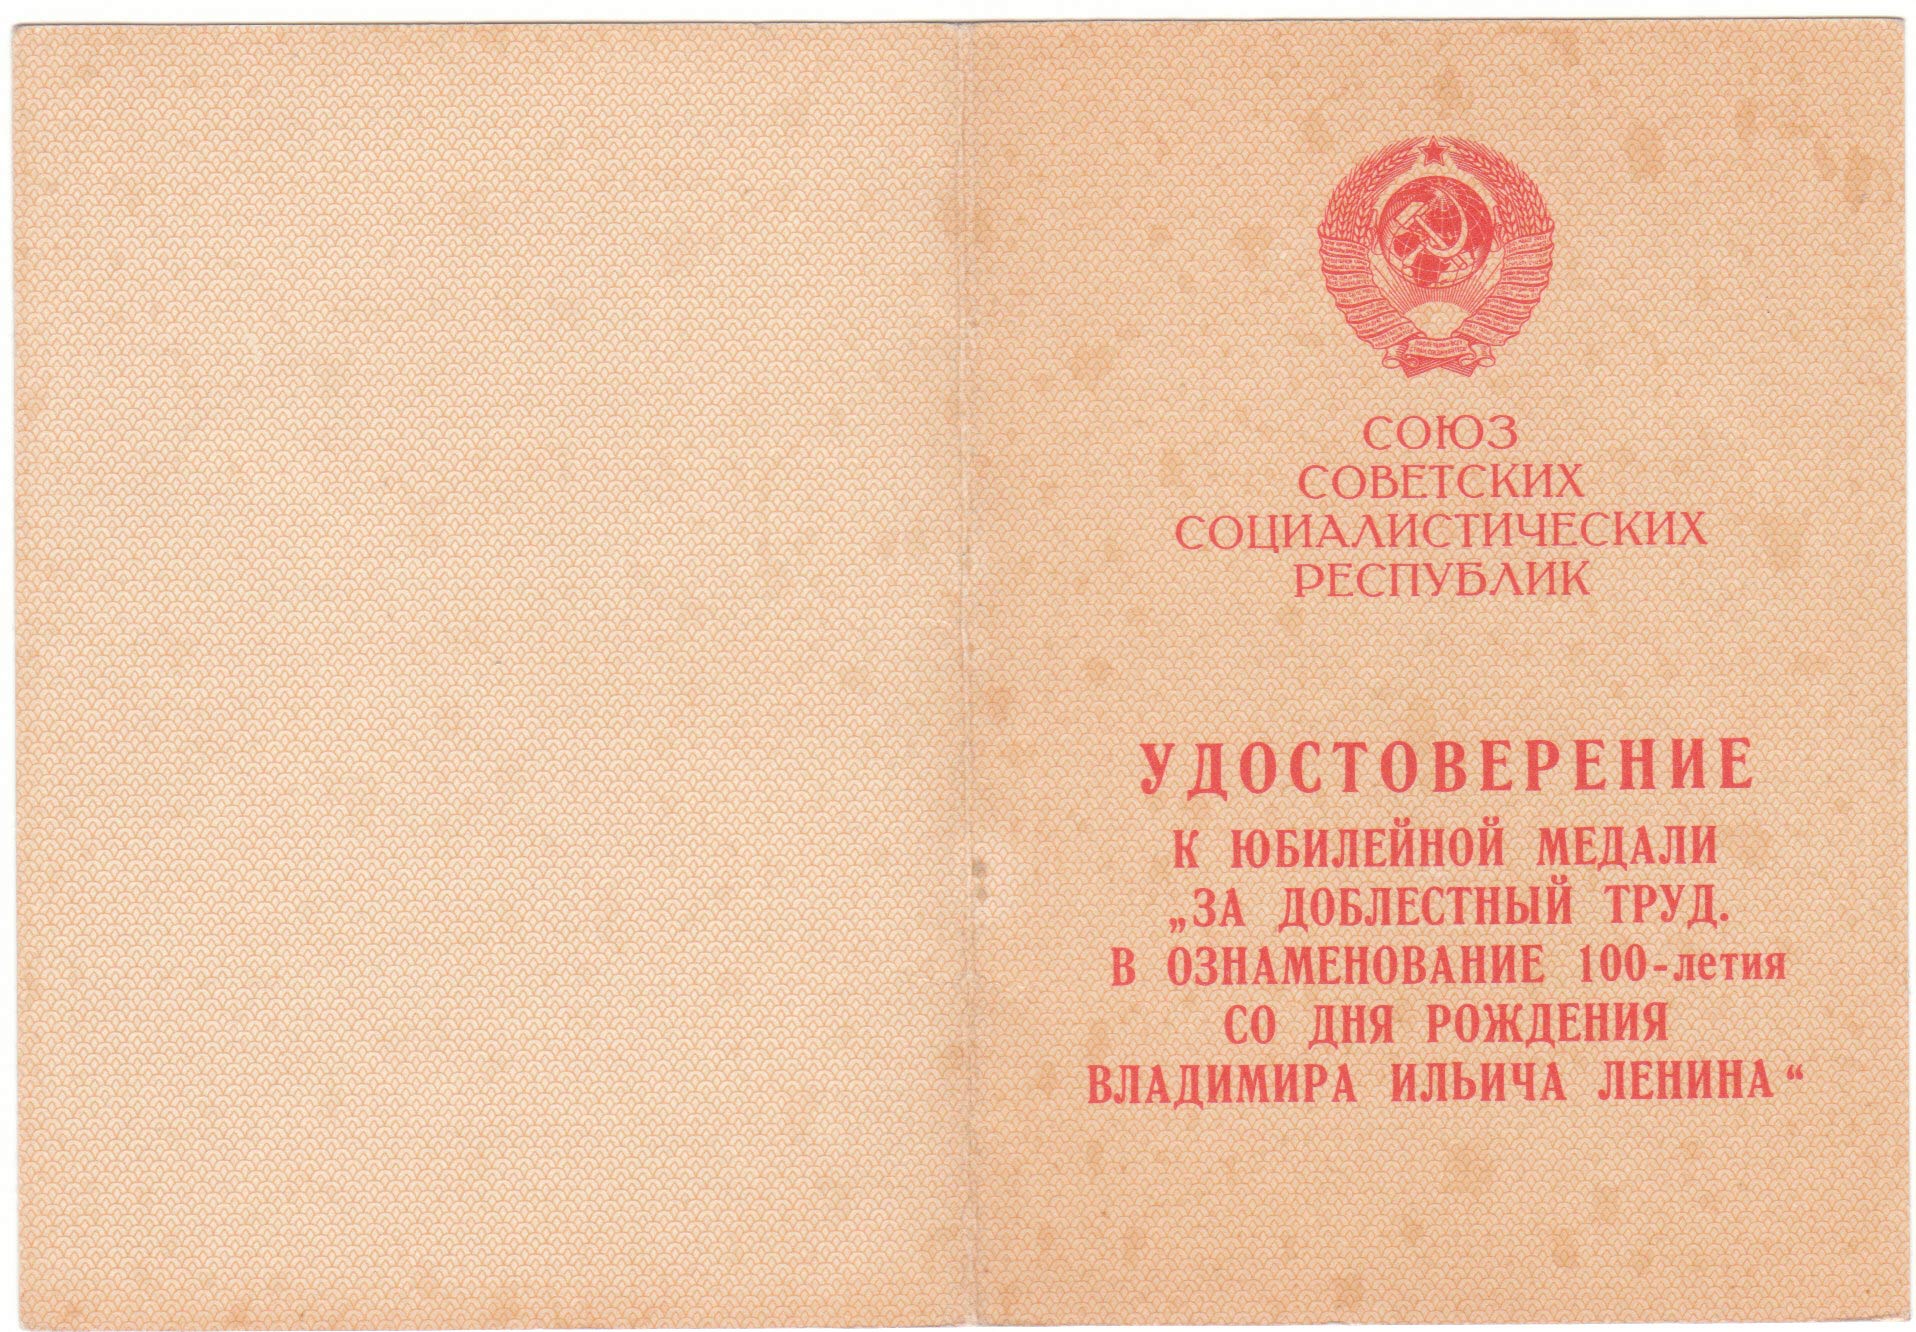 СОЮЗ
СОВЕТСКИХ
СОЦИАЛИСТИЧЕСКИХ
РЕСПУБЛИК
УДОСТОВЕРЕНИЕ
К ЮБИЛЕЙНОЙ МЕДАЛИ
„ЗА ДОБЛЕСТНЫЙ ТРУД.
В ОЗНАМЕНОВАНИЕ 100-летия
СО ДНЯ РОЖДЕНИЯ
ВЛАДИМИРА ИЛЬИЧА ЛЕНИНА“